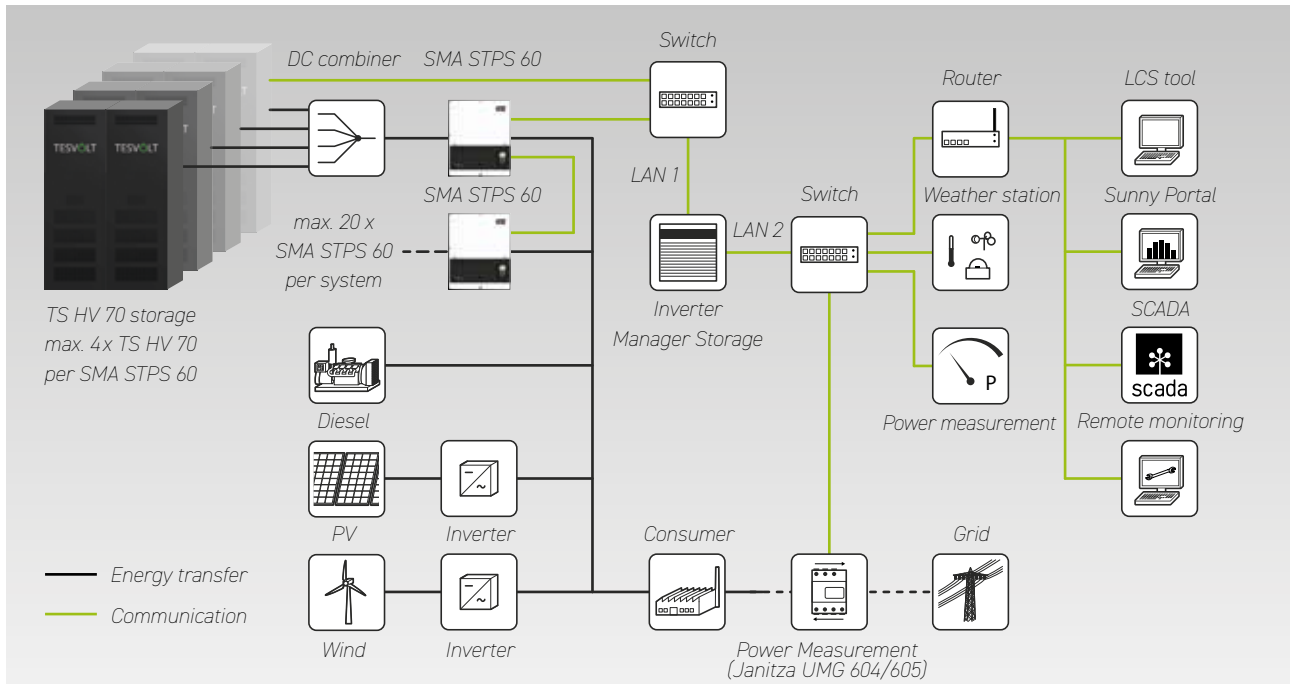 DC combiner
SMA STPS 60
Switch
Router
LCS tool
TESVOLT TESVOLT
LAN 1
SMA STPS 60
Switch
Weather station
Sunny Portal
max. 20 x
SMA STPS 60
per system
LAN 2
TS HV 70 storage
max. 4x TS HV 70
per SMA STPS 60
Inverter
Manager Storage
SCADA
P
scada
Diesel
Power measurement
Remote monitoring
PV
Inverter
Consumer
Grid
Energy transfer
Communication
Wind
Inverter
Power Measurement
(Janitza UMG 604/605)